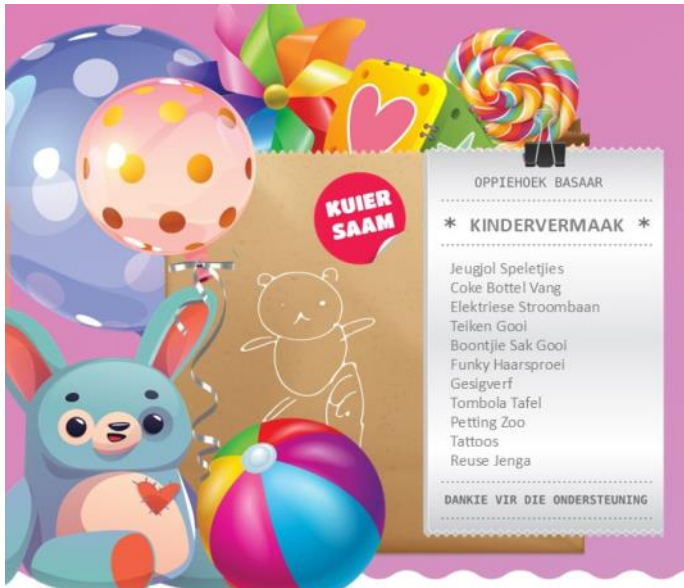 KUIER
SAAM
OPPIEHOEK BASAAR
* KINDERVERMAAK *
Jeugjol Speletjies
Coke Bottel Vang
Elektriese Stroombaan
Teiken Gooi
Boontjie Sak Gooi
Funky Haarsproei
Gesigverf
Tombola Tafel
Petting Zoo
Tattoos
Reuse Jenga
DANKIE VIR DIE ONDERSTEUNING